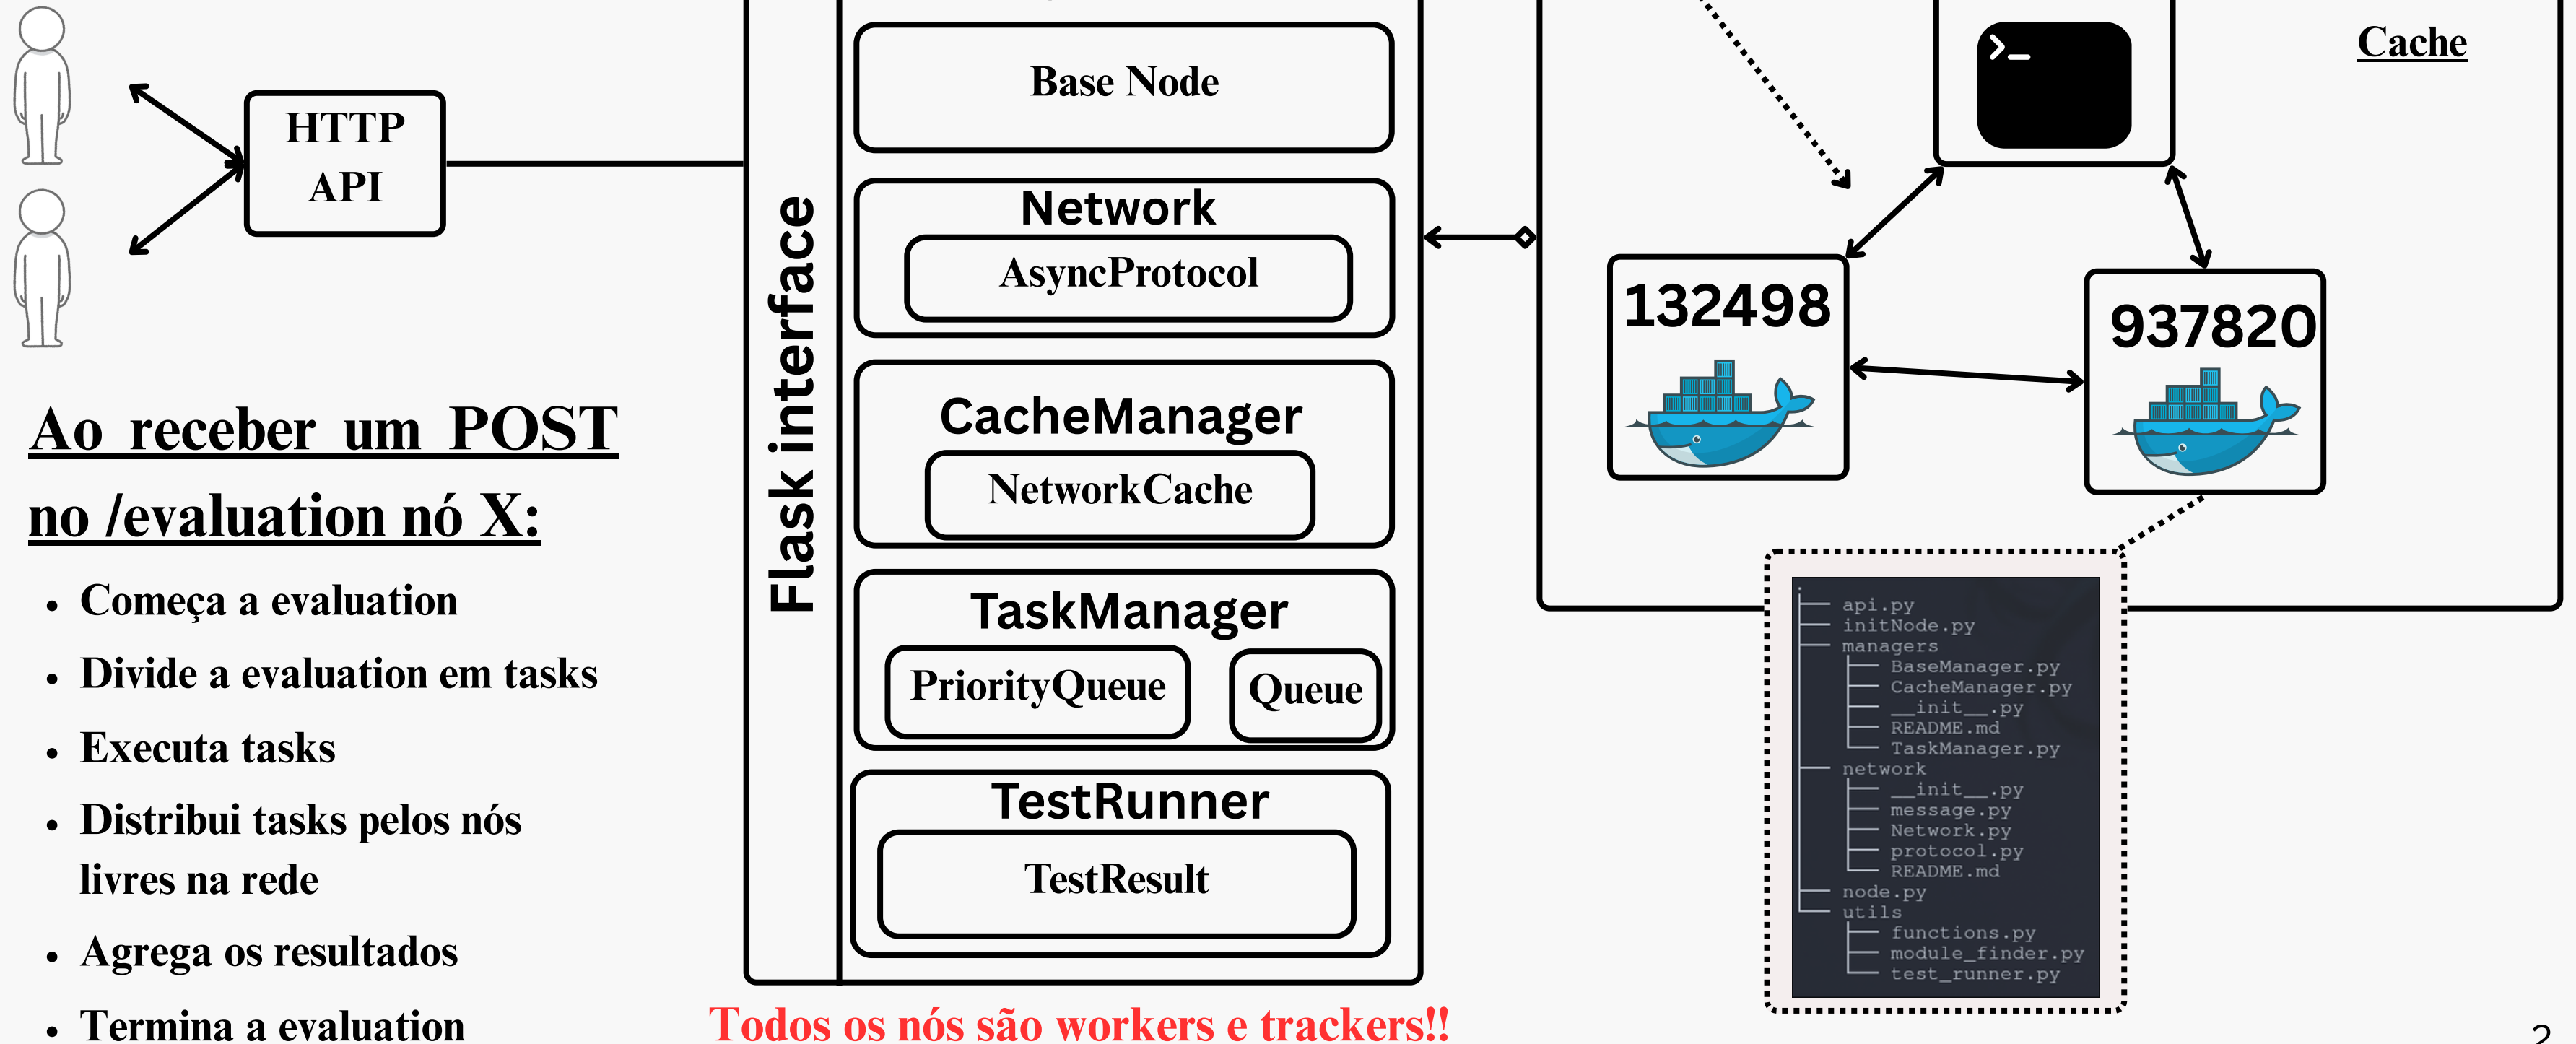 HTTP
API
Ao receber um POST
no /evaluation nó X:
• Começa a evaluation
• Divide a evaluation em tasks
• Executa tasks
• Distribui tasks pelos nós
livres na rede
• Agrega os resultados
• Termina a evaluation
Flask interface
Base Node
Network
AsyncProtocol
CacheManager
NetworkCache
TaskManager
PriorityQueue
Queue
TestRunner
TestResult
Todos os nós são workers e trackers!!
Cache
>_
132498
937820
.
├── api.py
├── initNode.py
├── managers
│   ├── BaseManager.py
│   ├── CacheManager.py
│   ├── __init__.py
│   ├── README.md
│   └── TaskManager.py
├── network
│   ├── __init__.py
│   ├── message.py
│   ├── Network.py
│   ├── protocol.py
│   └── README.md
├── node.py
└── utils
    ├── functions.py
    ├── module_finder.py
    └── test_runner.py
2